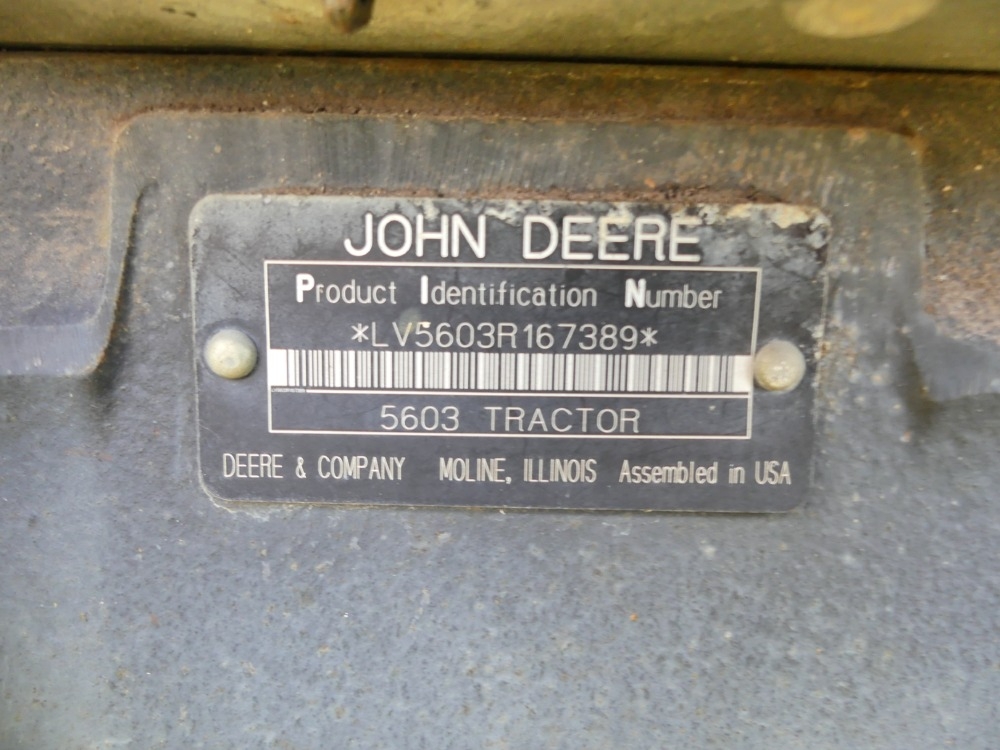 JOHN DEERE
Product Identification Number
*LV5603R167389*
5603 TRACTOR
DEERE & COMPANY MOLINE, ILLINOIS Assembled in USA